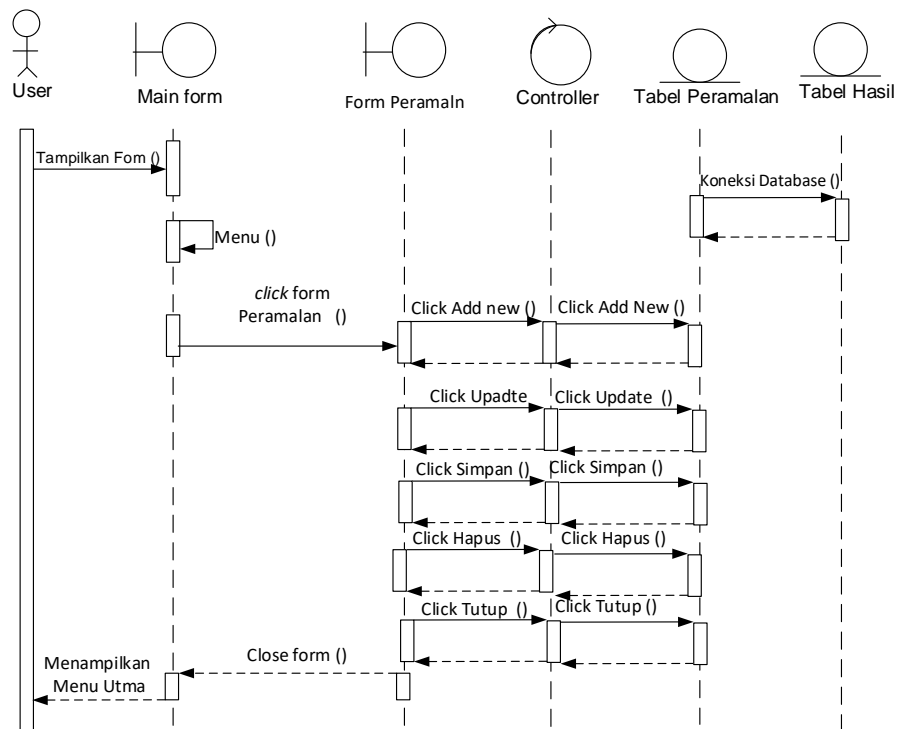 User
Main form
Form Peramaln
Controller
Tabel Peramalan
Tabel Hasil
Tampilkan Fom ()
Koneksi Database ()
Menu ()
click form
Peramalan ()
Click Add new ()
Click Add New ()
Click Upadte
Click Update ()
Click Simpan ()
Click Simpan ()
Click Hapus ()
Click Hapus ()
Click Tutup ()
Click Tutup ()
Close form ()
Menampilkan
Menu Utma